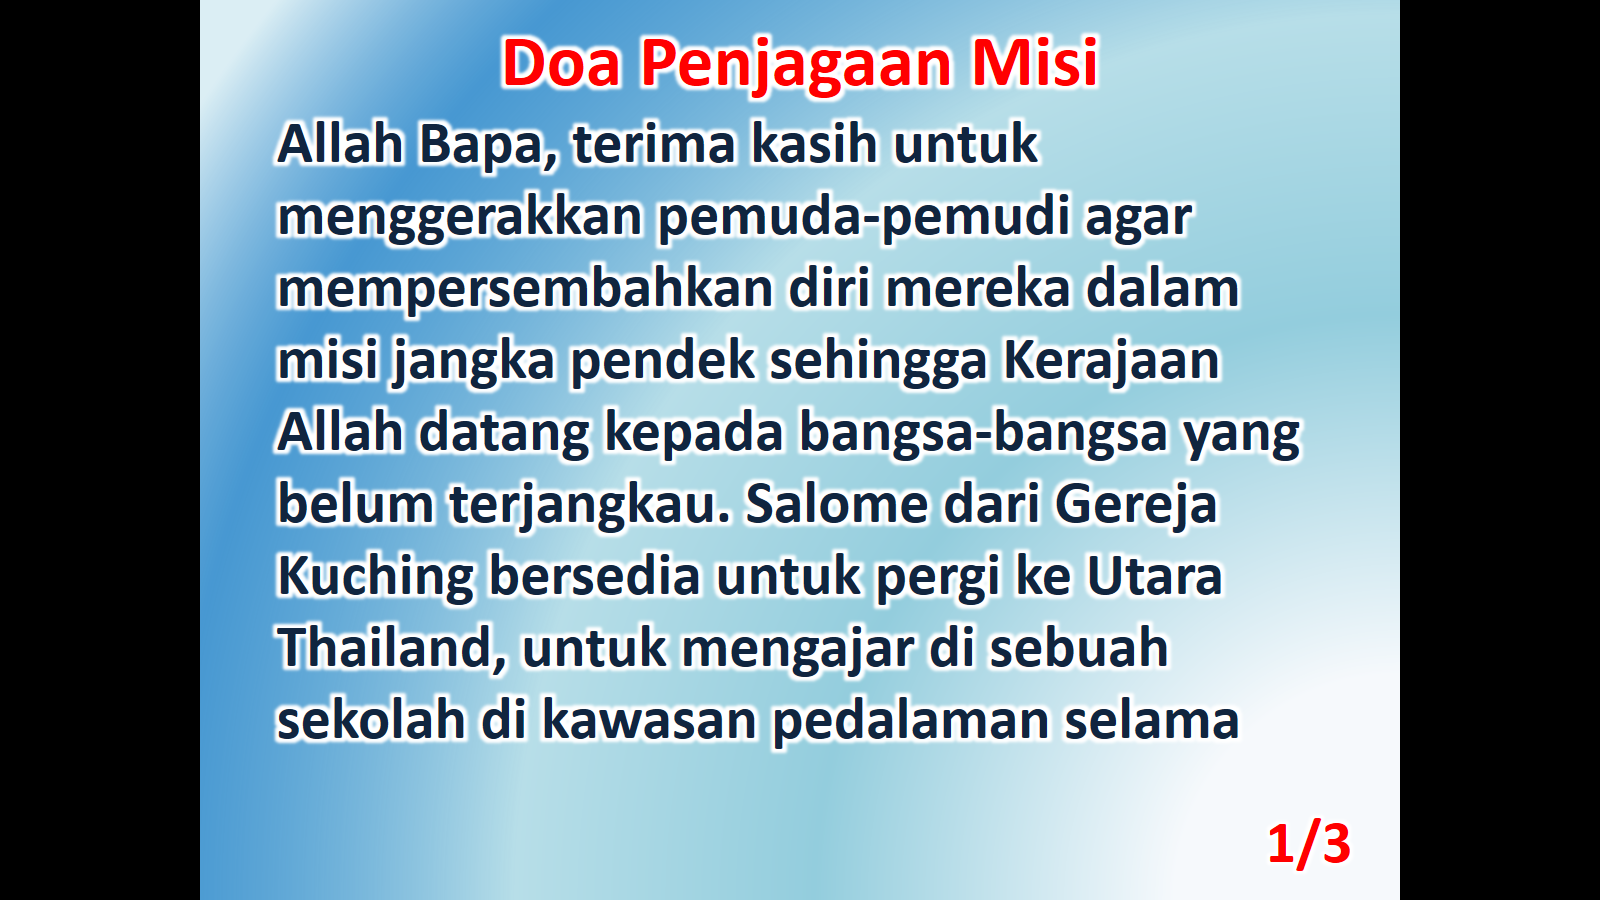 Doa Penjagaan Misi
Allah Bapa, terima kasih untuk
menggerakkan pemuda-pemudi agar
mempersembahkan diri mereka dalam
misi jangka pendek sehingga Kerajaan
Allah datang kepada bangsa-bangsa yang
belum terjangkau. Salome dari Gereja
Kuching bersedia untuk pergi ke Utara
Thailand, untuk mengajar di sebuah
sekolah di kawasan pedalaman selama
1/3